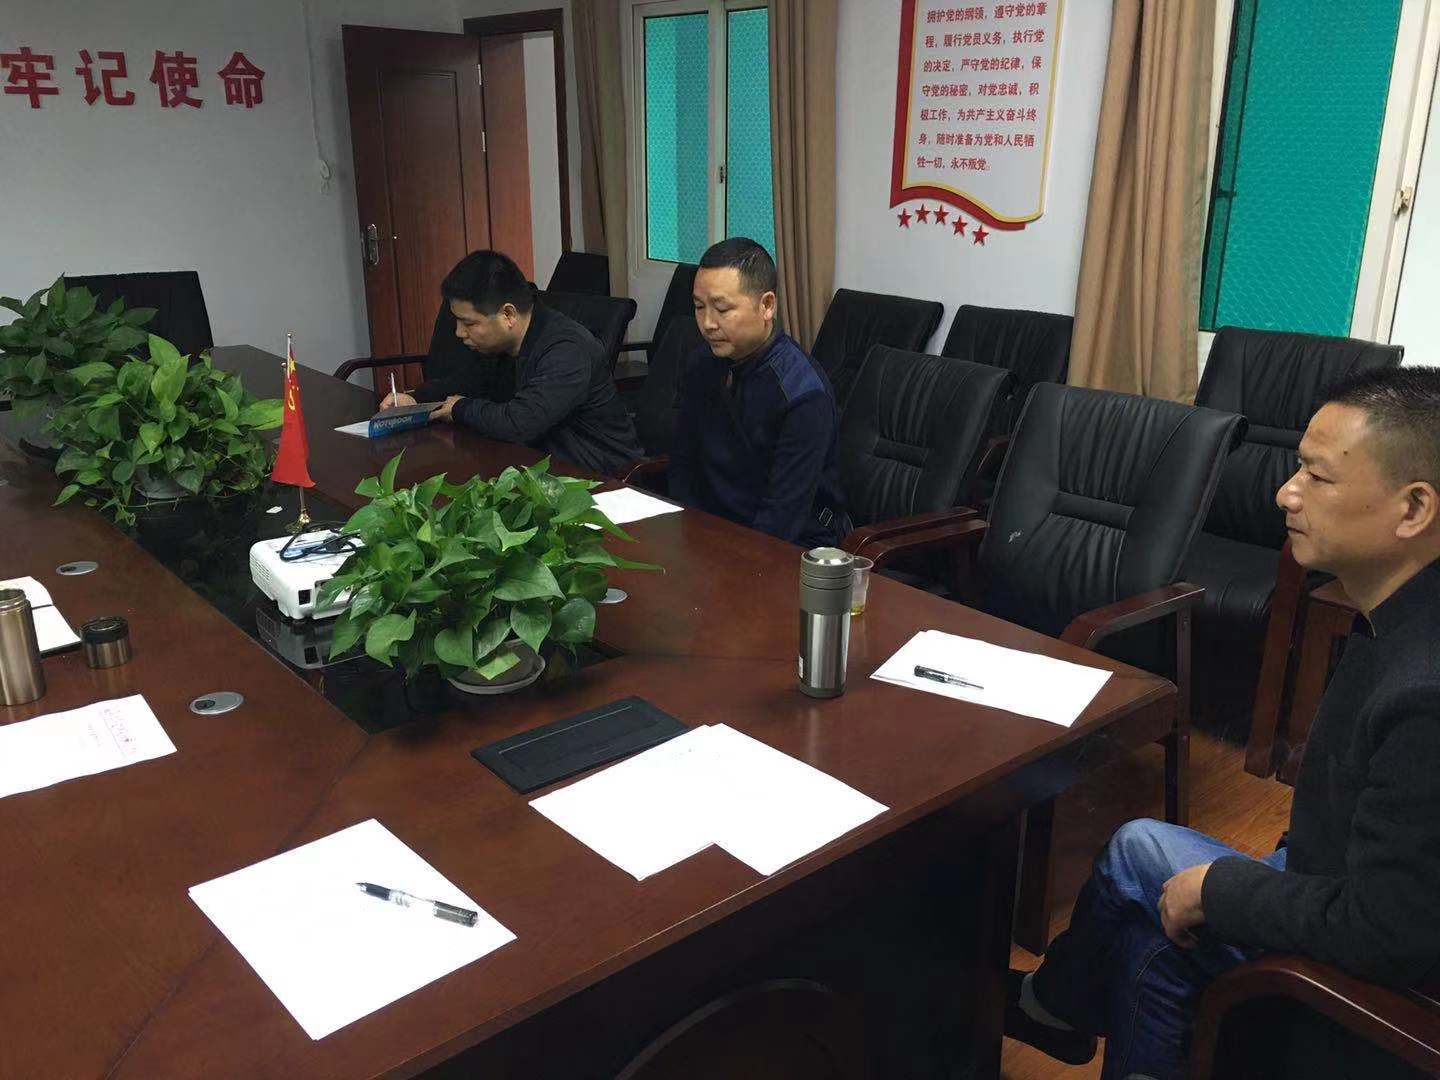 牢记使命
拥护党的纲领，遵守党的章
程，履行党员义务，执行党
的决定，严守党的纪律，保
守党的秘密，对党忠诚，积
极工作，为共产主义奋斗终
身，随时准备为党和人民牺
牲一切，永不叛党。
NOTEBOOK